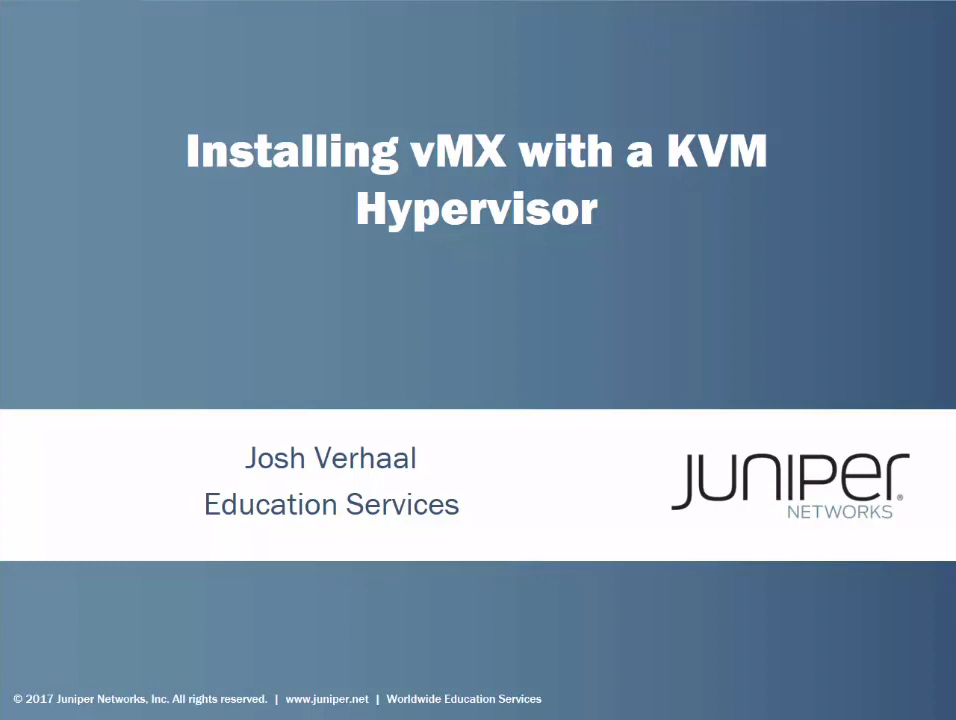 Installing vMX with a KVM
Hypervisor
Josh Verhaal
Education Services
JUNIPER®
NETWORKS
© 2017 Juniper Networks, Inc. All rights reserved. | www.juniper.net | Worldwide Education Services